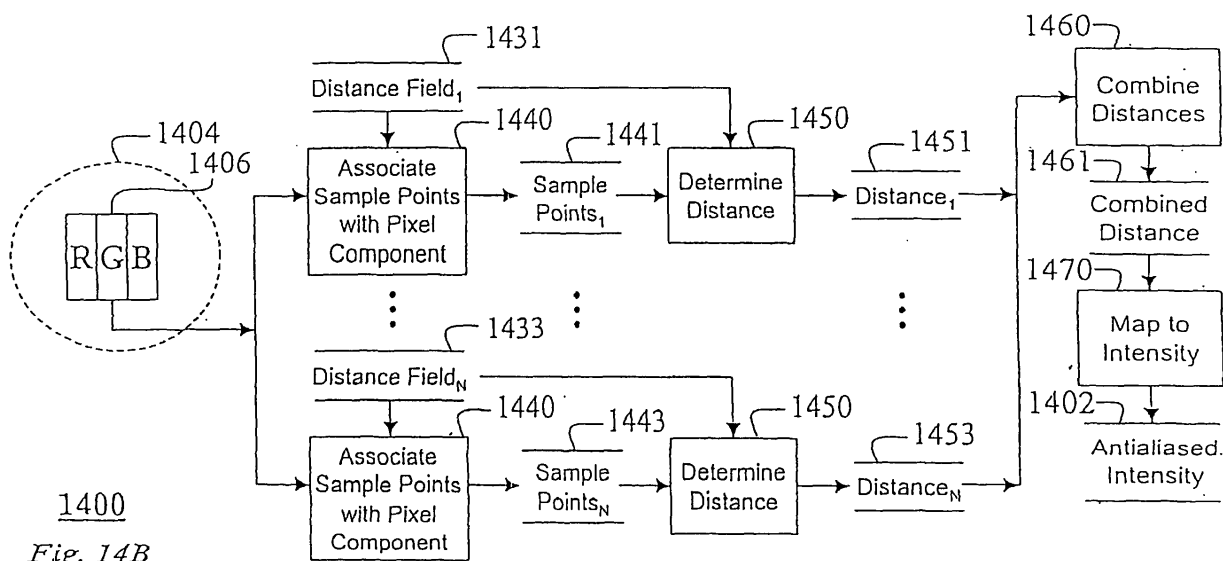 1431
Distance Field1
1404
1406
R G B
1440
Associate
Sample Points
with Pixel
Component
1441
Sample
Points1
1450
Determine
Distance
1451
Distance1
1460
Combine
Distances
1461
Combined
Distance
1470
Map to
Intensity
1402
Antialiased.
Intensity
1433
Distance FieldN
1440
Associate
Sample Points
with Pixel
Component
1443
Sample
PointsN
1450
Determine
Distance
1453
DistanceN
1400
Fig. 14B